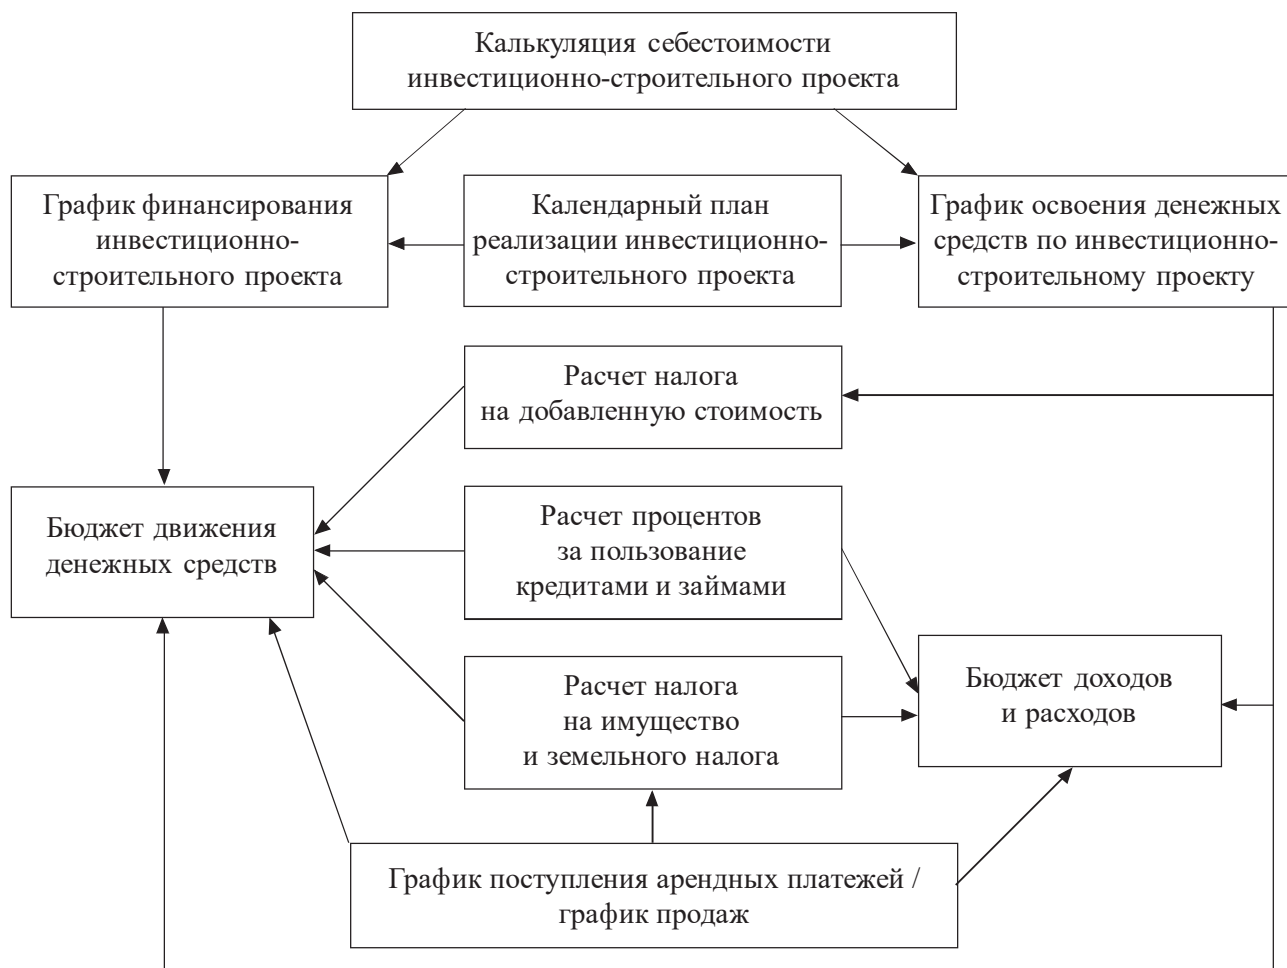 Калькуляция себестоимости
инвестиционно-строительного проекта
График финансирования
инвестиционно-
строительного проекта
Календарный план
реализации инвестиционно-
строительного проекта
График освоения денежных
средств по инвестиционно-
строительному проекту
Расчет налога
на добавленную стоимость
Бюджет движения
денежных средств
Расчет процентов
за пользование
кредитами и займами
Расчет налога
на имущество
и земельного налога
Бюджет доходов
и расходов
График поступления арендных платежей /
график продаж